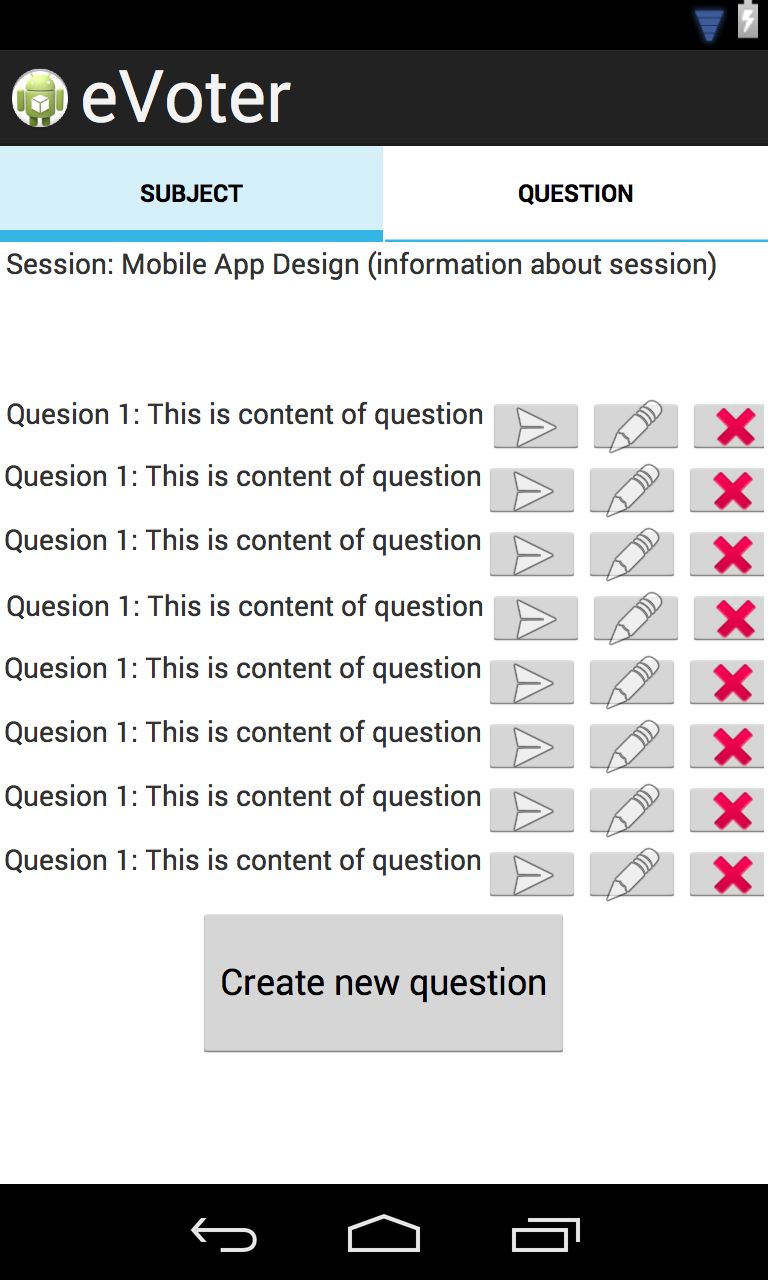 eVoter
SUBJECT QUESTION
Session: Mobile App Design (information about session)
Quesion 1: This is content of question
Quesion 1: This is content of question
Quesion 1: This is content of question
Quesion 1: This is content of question
Quesion 1: This is content of question
Quesion 1: This is content of question
Quesion 1: This is content of question
Quesion 1: This is content of question
Create new question